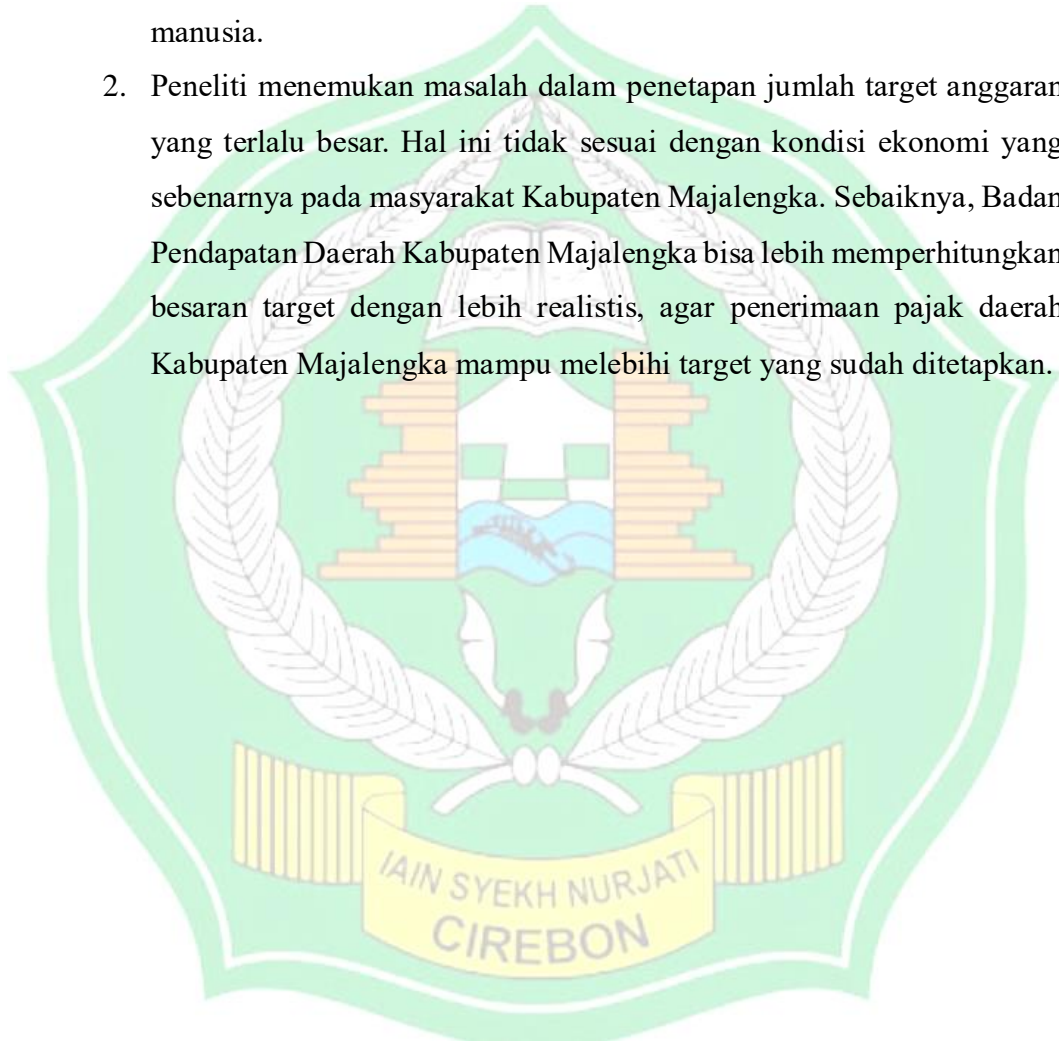 manusia.
2. Peneliti menemukan masalah dalam penetapan jumlah target anggaran
yang terlalu besar. Hal ini tidak sesuai dengan kondisi ekonomi yang
sebenarnya pada masyarakat Kabupaten Majalengka. Sebaiknya, Badan
Pendapatan Daerah Kabupaten Majalengka bisa lebih memperhitungkan
besaran target dengan lebih realistis, agar penerimaan pajak daerah
Kabupaten Majalengka mampu melebihi target yang sudah ditetapkan.
IAIN SYEKH NURJATI
CIREBON